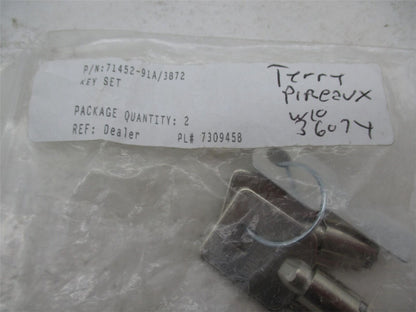 P/N:71452-91A/3872
KEY SET
PACKAGE QUANTITY: 2
REF: Dealer PL# 7309458
Terry
PIREAUX
W/O
36074